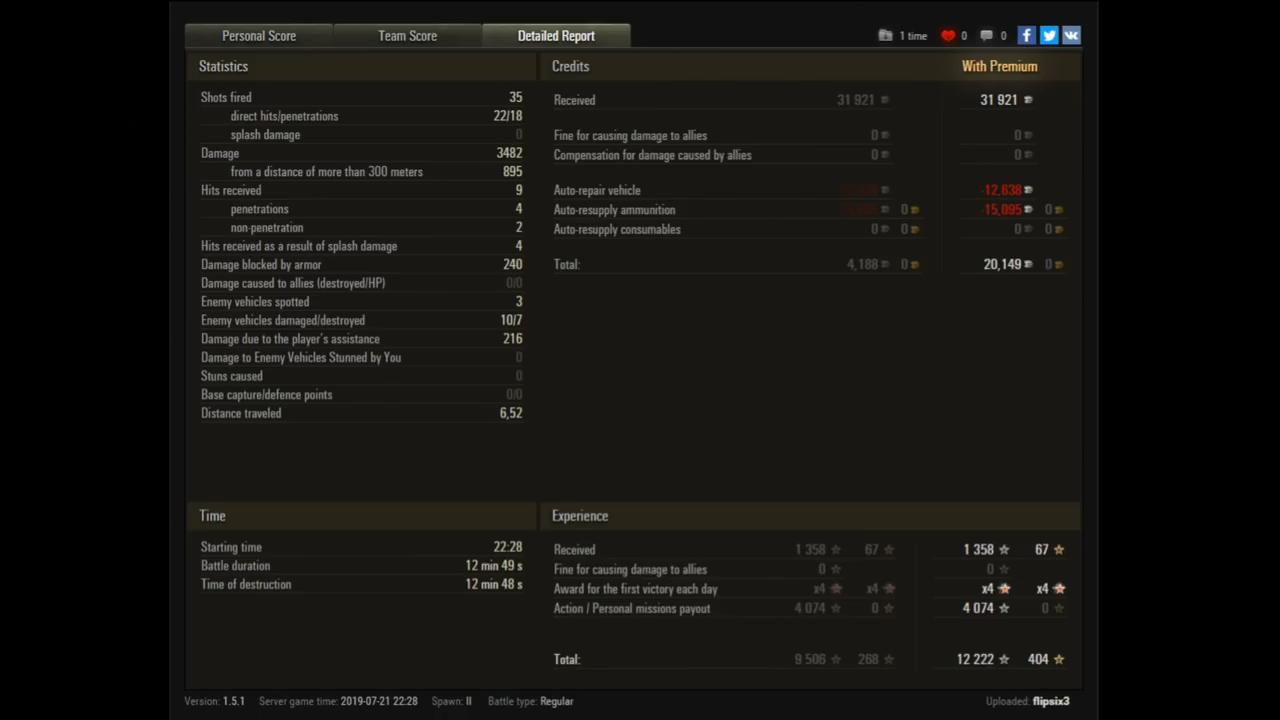 Personal Score Team Score Detailed Report 1 time 0 0
Statistics
Shots fired 35
direct hits/penetrations 22/18
splash damage 0
Damage 3482
from a distance of more than 300 meters 895
Hits received 9
penetrations 4
non-penetration 2
Hits received as a result of splash damage 4
Damage blocked by armor 240
Damage caused to allies (destroyed/HP) 0/0
Enemy vehicles spotted 3
Enemy vehicles damaged/destroyed 10/7
Damage due to the player's assistance 216
Damage to Enemy Vehicles Stunned by You 0
Stuns caused 0
Base capture/defence points 0/0
Distance traveled 6,52
Credits With Premium
Received 31 921 31 921
Fine for causing damage to allies 0 0
Compensation for damage caused by allies 0 0
Auto-repair vehicle -12,638
Auto-resupply ammunition 0 -15,095 0
Auto-resupply consumables 0 0 0 0
Total: 4,188 0 20,149 0
Time
Starting time 22:28
Battle duration 12 min 49 s
Time of destruction 12 min 48 s
Experience
Received 1 358 67 1 358 67
Fine for causing damage to allies 0 0
Award for the first victory each day x4 x4 x4 x4
Action / Personal missions payout 4 074 0 4 074 0
Total: 9 506 268 12 222 404
Version: 1.5.1 Server game time: 2019-07-21 22:28 Spawn: II Battle type: Regular Uploaded: flipsix3